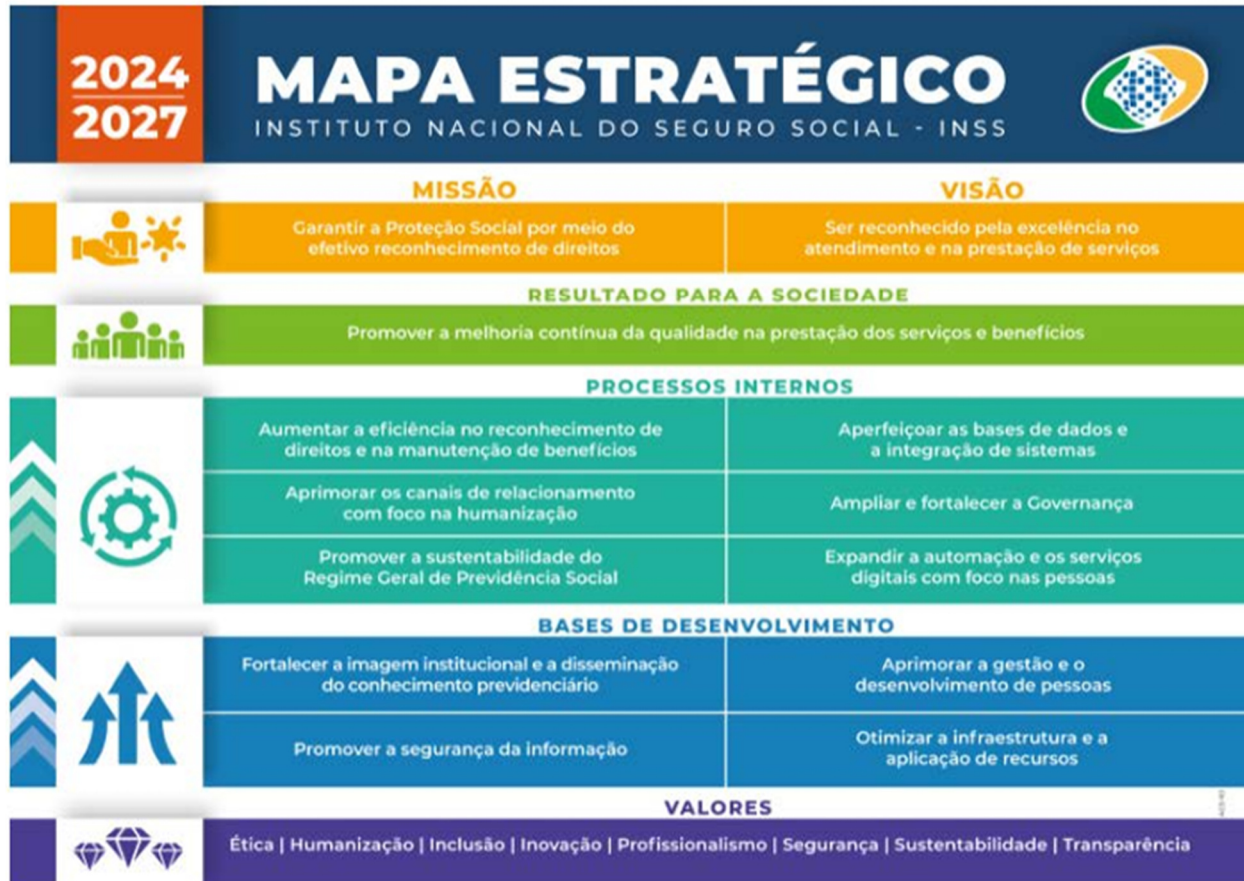 2024
2027
MAPA ESTRATÉGICO
INSTITUTO NACIONAL DO SEGURO SOCIAL - INSS
MISSÃO
Garantir a Proteção Social por meio do
efetivo reconhecimento de direitos
VISÃO
Ser reconhecido pela excelência no
atendimento e na prestação de serviços
RESULTADO PARA A SOCIEDADE
Promover a melhoria contínua da qualidade na prestação dos serviços e benefícios
PROCESSOS INTERNOS
Aumentar a eficiência no reconhecimento de
direitos e na manutenção de benefícios
Aperfeiçoar as bases de dados e
a integração de sistemas
Aprimorar os canais de relacionamento
com foco na humanização
Ampliar e fortalecer a Governança
Promover a sustentabilidade do
Regime Geral de Previdência Social
Expandir a automação e os serviços
digitais com foco nas pessoas
BASES DE DESENVOLVIMENTO
Fortalecer a imagem institucional e a disseminação
do conhecimento previdenciário
Aprimorar a gestão e o
desenvolvimento de pessoas
Promover a segurança da informação
Otimizar a infraestrutura e a
aplicação de recursos
VALORES
Ética | Humanização | Inclusão | Inovação | Profissionalismo | Segurança | Sustentabilidade | Transparência